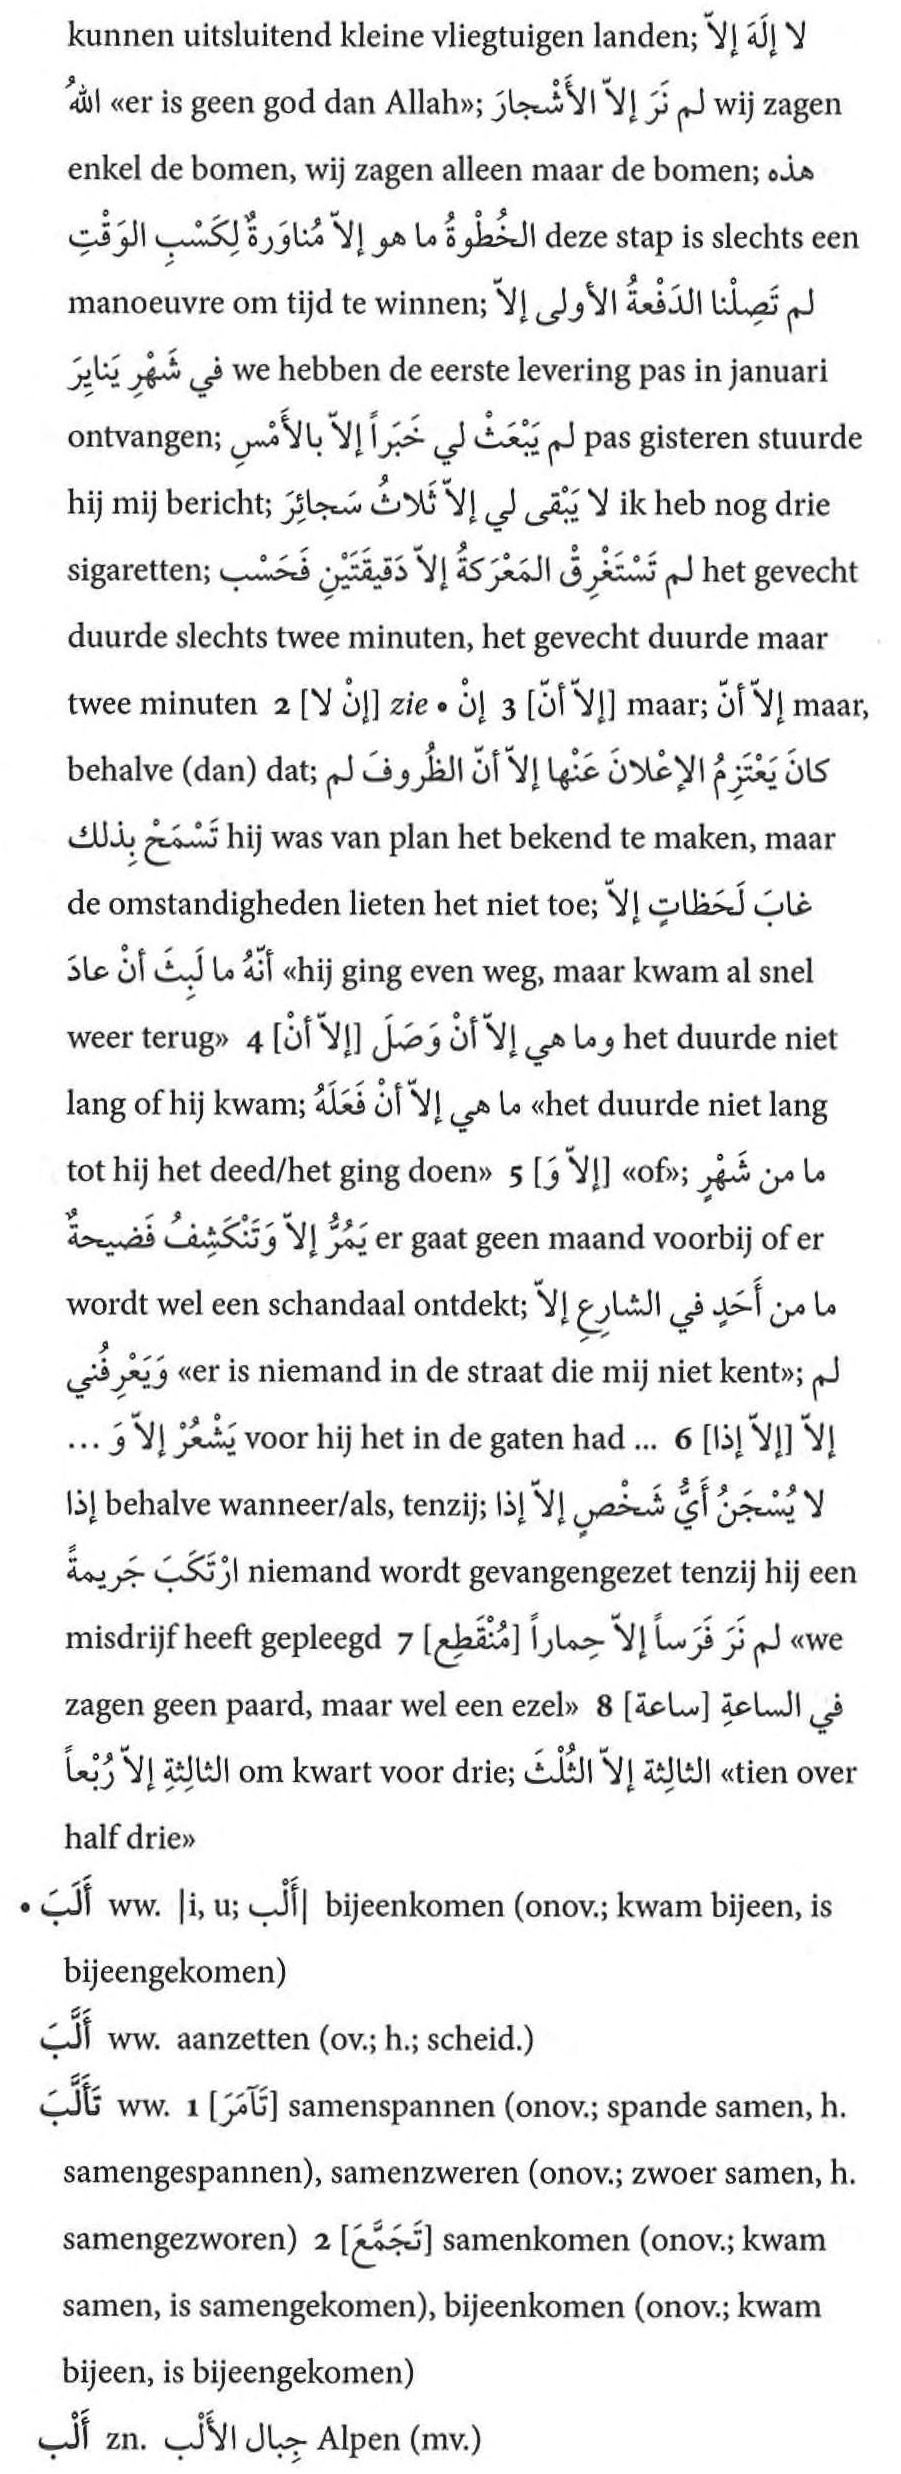 kunnen uitsluitend kleine vliegtuigen landen; لا إِلَهَ إلاّ
اللهُ «er is geen god dan Allah»; لم نَرَ إلاّ الأَشْجارَ wij zagen
enkel de bomen, wij zagen alleen maar de bomen; هذه
الخُطْوةُ ما هو إلاّ مُناوَرةٌ لِكَسْبِ الوَقْتِ deze stap is slechts een
manoeuvre om tijd te winnen; لم تَصِلْنا الدَفْعةُ الأولى إلاّ
في شَهْرِ يَنايِرَ we hebben de eerste levering pas in januari
ontvangen; لم يَبْعَثْ لي خَبَراً إلاّ بالأَمْسِ pas gisteren stuurde
hij mij bericht; لا يَبْقى لي إلاّ ثَلاثُ سَجائِرَ ik heb nog drie
sigaretten; لم تَسْتَغْرِقْ المَعْرَكةُ إلاّ دَقيقَتَيْنِ فَحَسْب het gevecht
duurde slechts twee minuten, het gevecht duurde maar
twee minuten 2 [إنْ لا] zie • إنْ 3 [إلاّ أنّ] maar; إلاّ أنّ maar,
behalve (dan) dat; كانَ يَعْتَزِمُ الإعْلانَ عَنْها إلاّ أنّ الظُروفَ لم
تَسْمَحْ بِذلك hij was van plan het bekend te maken, maar
de omstandigheden lieten het niet toe; غابَ لَحَظاتٍ إلاّ
أنّهُ ما لَبِثَ أنْ عادَ «hij ging even weg, maar kwam al snel
weer terug» 4 [إلاّ أنْ] وما هي إلاّ أنْ وَصَلَ het duurde niet
lang of hij kwam; ما هي إلاّ أنْ فَعَلَهُ «het duurde niet lang
tot hij het deed/het ging doen» 5 [إلاّ وَ] «of»; ما من شَهْرٍ
يَمُرُّ إلاّ وَتَنْكَشِفُ فَضيحةٌ er gaat geen maand voorbij of er
wordt wel een schandaal ontdekt; ما من أَحَدٍ في الشارِعِ إلاّ
وَيَعْرِفُني «er is niemand in de straat die mij niet kent»; لم
يَشْعُرْ إلاّ وَ ... voor hij het in de gaten had ... 6 [إلاّ إذا] إلاّ
إذا behalve wanneer/als, tenzij; لا يُسْجَنُ أَيُّ شَخْصٍ إلاّ إذا
ارْتَكَبَ جَريمةً niemand wordt gevangengezet tenzij hij een
misdrijf heeft gepleegd 7 [مُنْقَطِع] لم نَرَ فَرَساً إلاّ حِماراً «we
zagen geen paard, maar wel een ezel» 8 [ساعة] في الساعةِ
الثالِثةِ إلاّ رُبْعاً om kwart voor drie; الثالِثة إلاّ الثُلْثَ «tien over
half drie»
• أَلَبَ ww. |i, u; أَلْب| bijeenkomen (onov.; kwam bijeen, is
bijeengekomen)
أَلَّبَ ww. aanzetten (ov.; h.; scheid.)
تَأَلَّبَ ww. 1 [تَآمَرَ] samenspannen (onov.; spande samen, h.
samengespannen), samenzweren (onov.; zwoer samen, h.
samengezworen) 2 [تَجَمَّعَ] samenkomen (onov.; kwam
samen, is samengekomen), bijeenkomen (onov.; kwam
bijeen, is bijeengekomen)
أَلْب zn. جِبال الأَلْب Alpen (mv.)